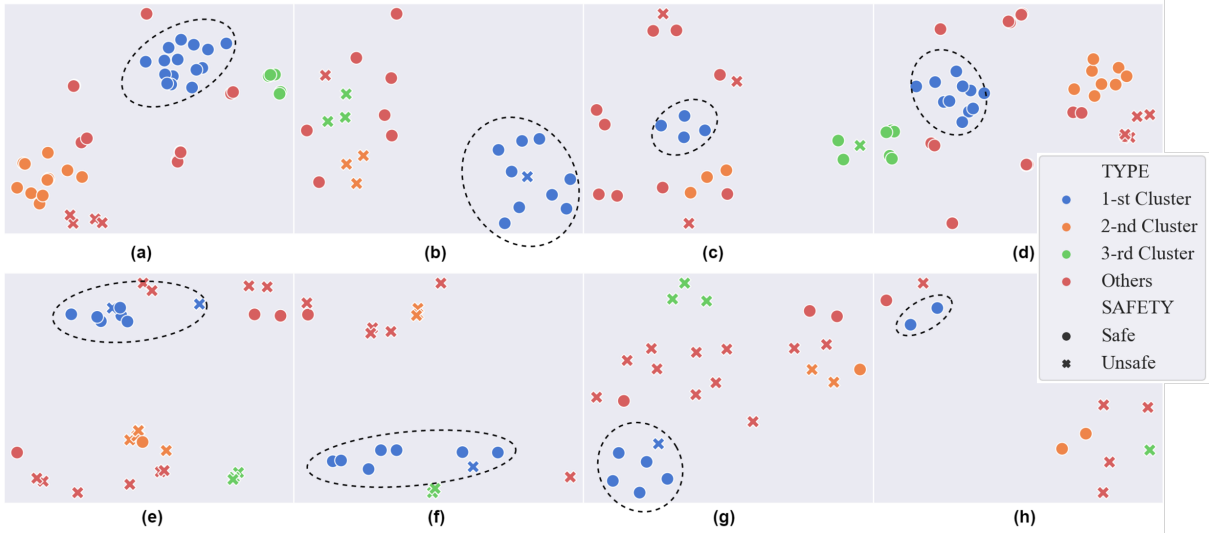 (a)
(b)
(c)
(d)
TYPE
1-st Cluster
2-nd Cluster
3-rd Cluster
Others
SAFETY
Safe
Unsafe
(e)
(f)
(g)
(h)